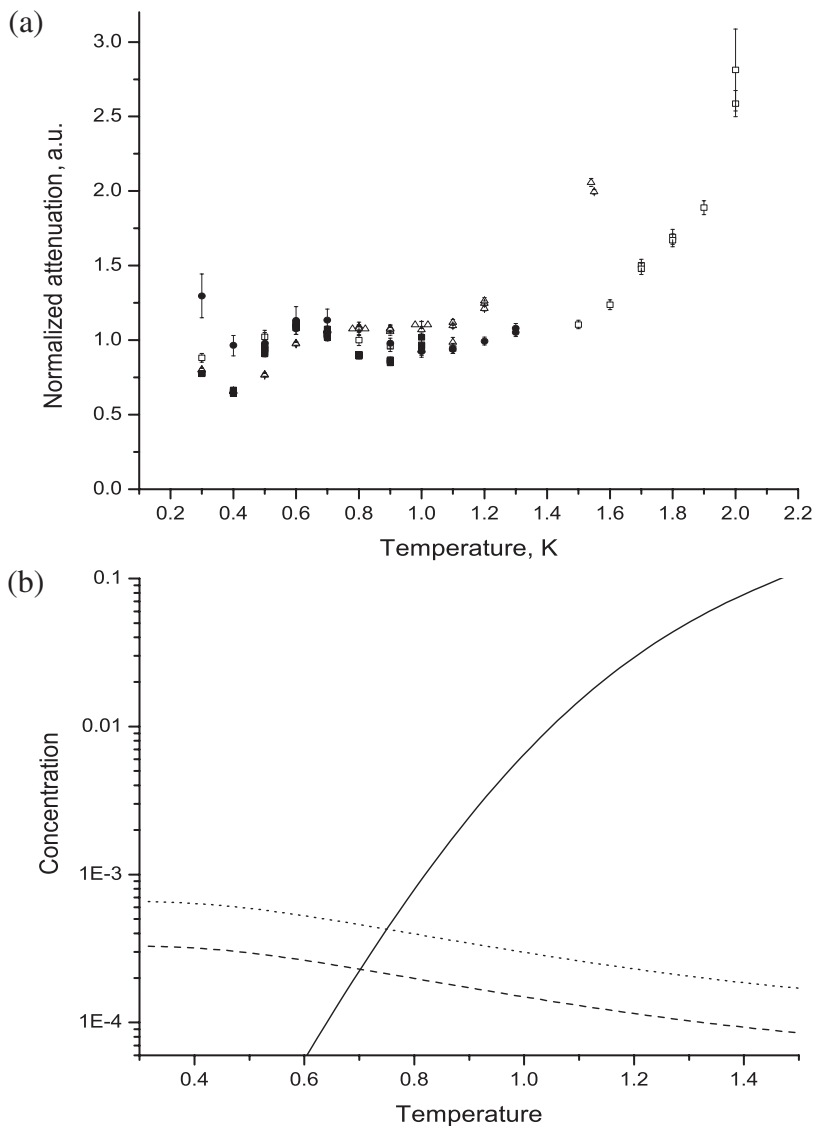 (a)
3.0
2.5
2.0
1.5
1.0
0.5
0.0
Normalized attenuation, a.u.
0.2 0.4 0.6 0.8 1.0 1.2 1.4 1.6 1.8 2.0 2.2
Temperature, K
(b)
0.1
0.01
1E-3
1E-4
Concentration
0.4 0.6 0.8 1.0 1.2 1.4
Temperature